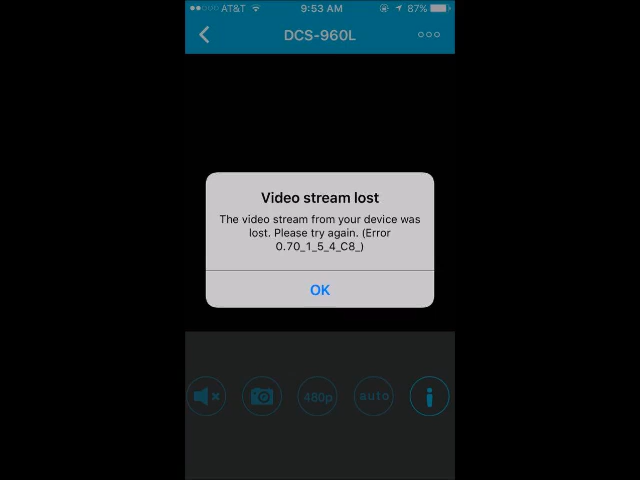 AT&T 9:53 AM 87%
DCS-960L
Video stream lost
The video stream from your device was
lost. Please try again. (Error
0.70_1_5_4_C8_)
OK
480p auto